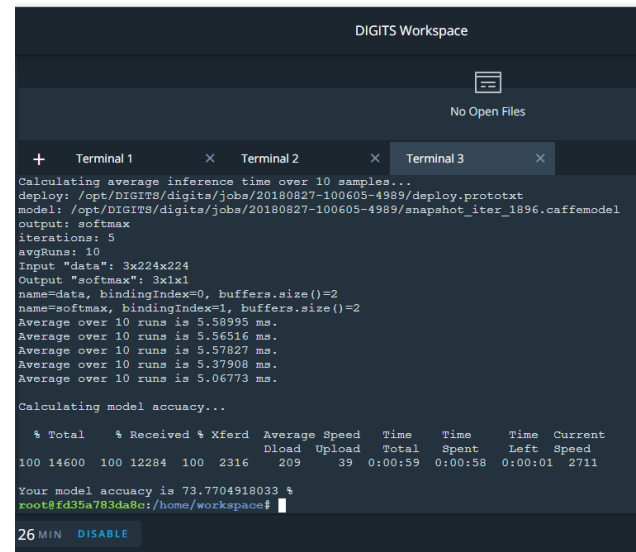 DIGITS Workspace
No Open Files
+ Terminal 1 × Terminal 2 × Terminal 3 ×
Calculating average inference time over 10 samples...
deploy: /opt/DIGITS/digits/jobs/20180827-100605-4989/deploy.prototxt
model: /opt/DIGITS/digits/jobs/20180827-100605-4989/snapshot_iter_1896.caffemodel
output: softmax
iterations: 5
avgRuns: 10
Input "data": 3x224x224
Output "softmax": 3x1x1
name=data, bindingIndex=0, buffers.size()=2
name=softmax, bindingIndex=1, buffers.size()=2
Average over 10 runs is 5.58995 ms.
Average over 10 runs is 5.56516 ms.
Average over 10 runs is 5.57827 ms.
Average over 10 runs is 5.37908 ms.
Average over 10 runs is 5.06773 ms.
Calculating model accuacy...
% Total % Received % Xferd Average Speed Time Time Time Current
Dload Upload Total Spent Left Speed
100 14600 100 12284 100 2316 209 39 0:00:59 0:00:58 0:00:01 2711
Your model accuacy is 73.7704918033 %
root@fd35a783da8c:/home/workspace#
26 MIN DISABLE